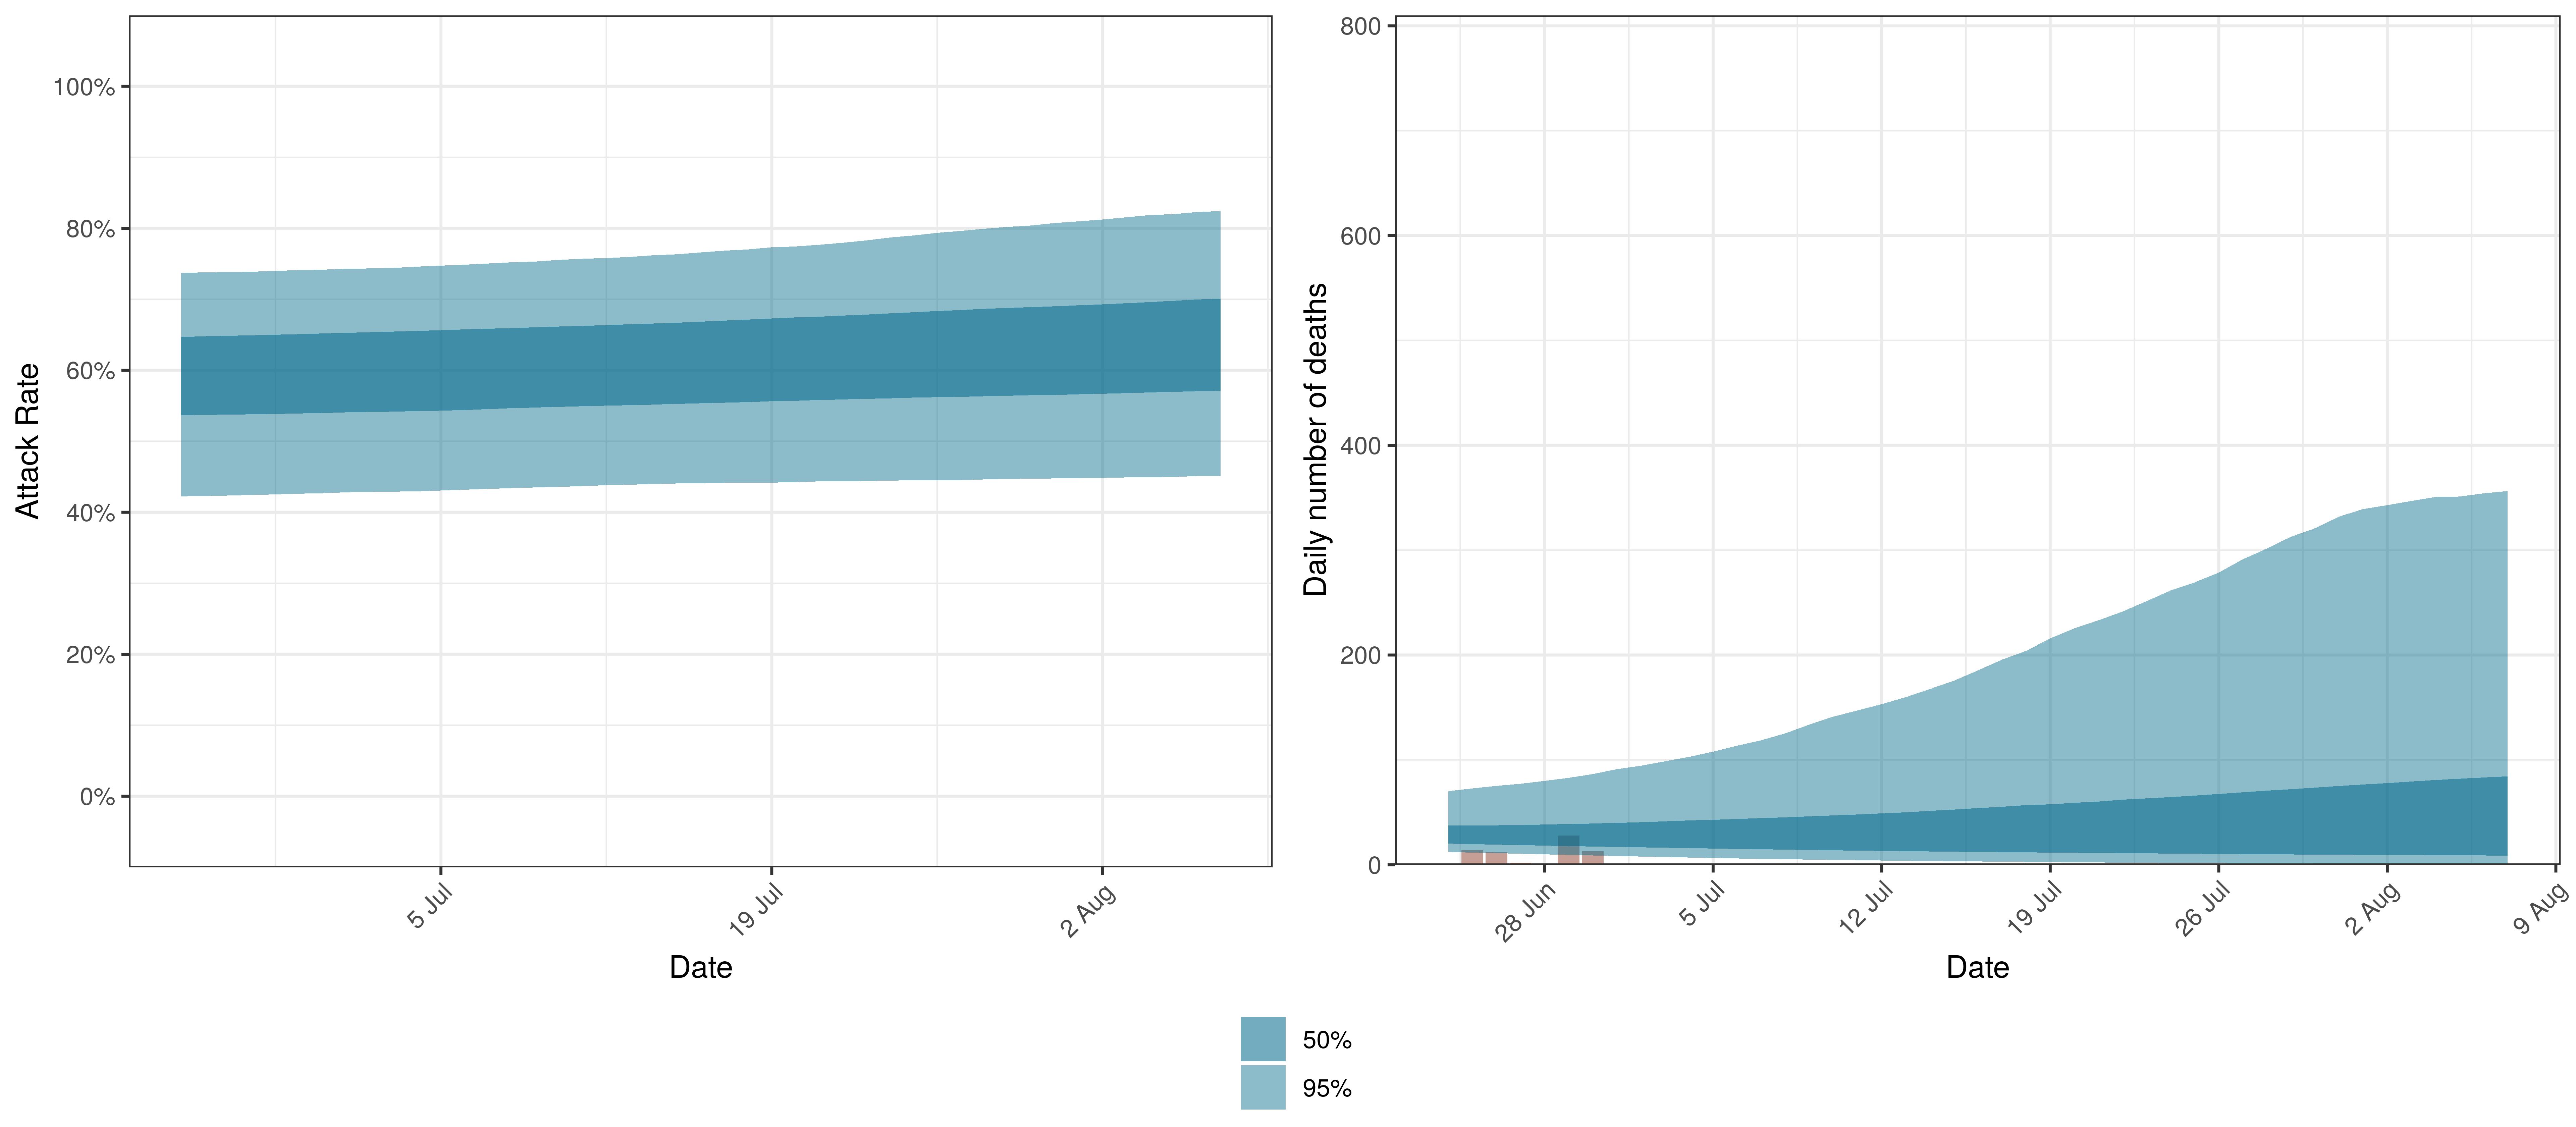 100%
80%
60%
40%
20%
0%
Attack Rate
5 Jul
19 Jul
2 Aug
Date
800
600
400
200
0
Daily number of deaths
28 Jun
5 Jul
12 Jul
19 Jul
26 Jul
2 Aug
9 Aug
Date
50%
95%